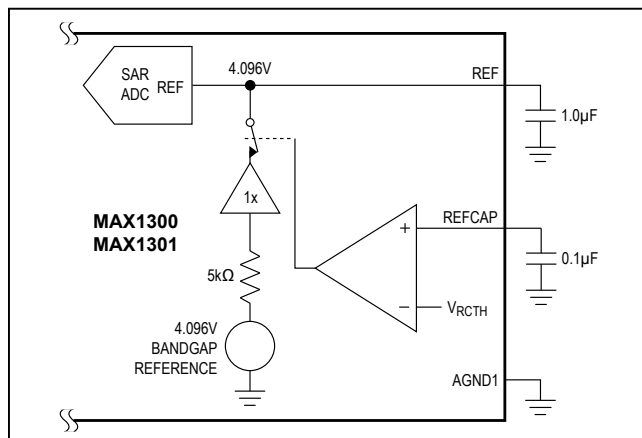 SAR
ADC
REF
4.096V
REF
1.0µF
1x
MAX1300
MAX1301
REFCAP
+
0.1µF
5kΩ
−
VRCTH
4.096V
BANDGAP
REFERENCE
AGND1